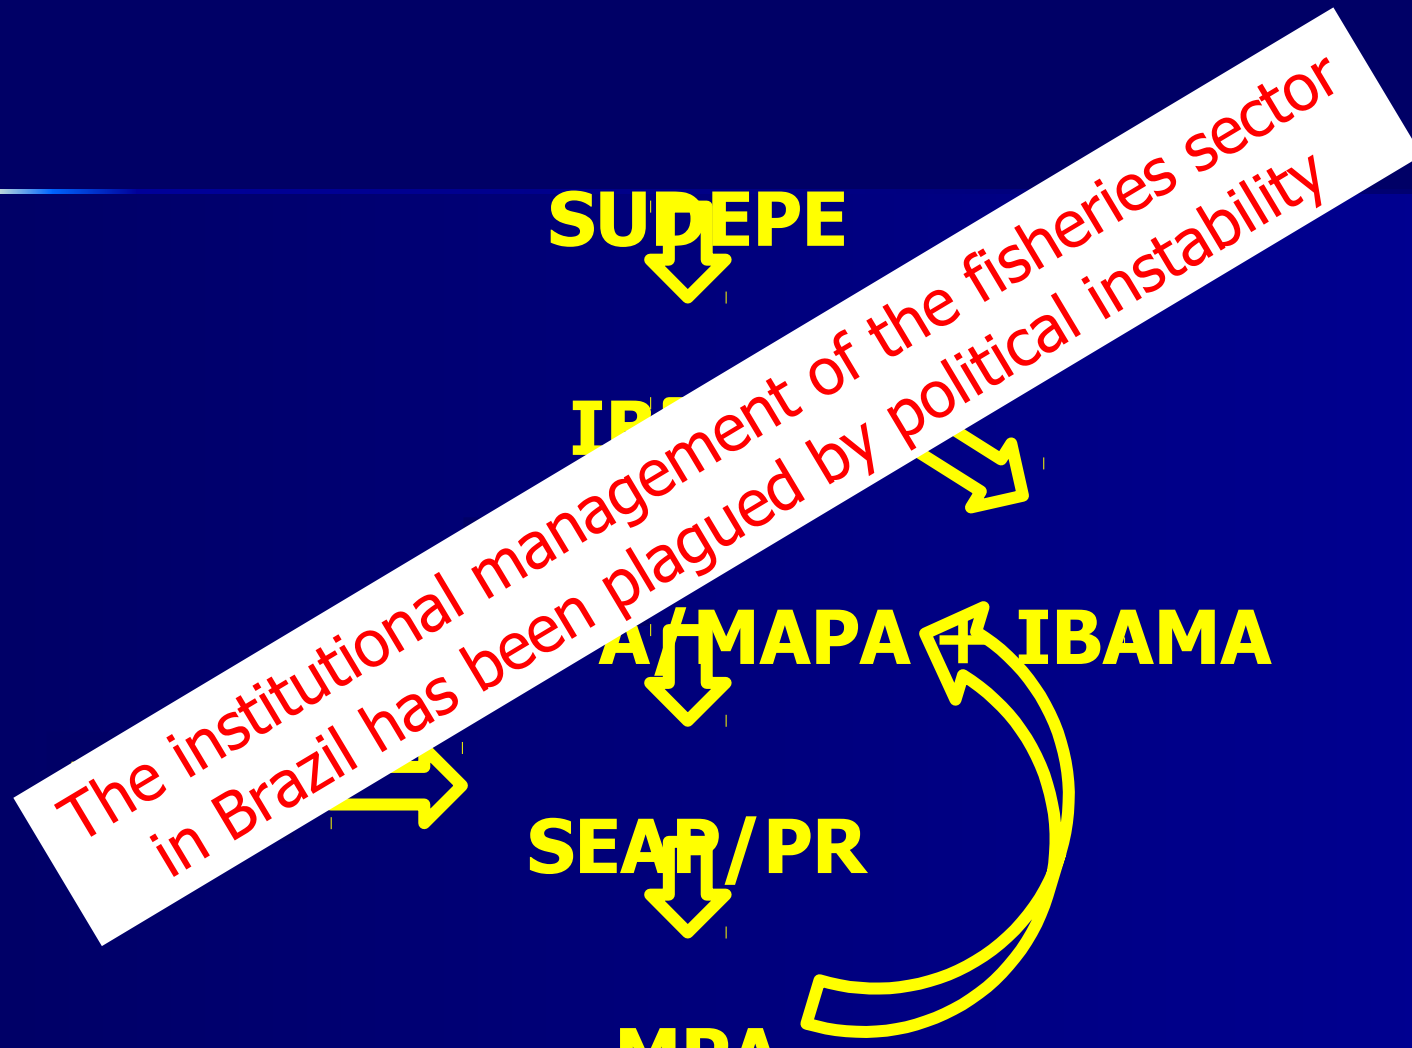 SUDEPE
The institutional management of the fisheries sector
in Brazil has been plagued by political instability
A/MAPA + IBAMA
SEAP/PR